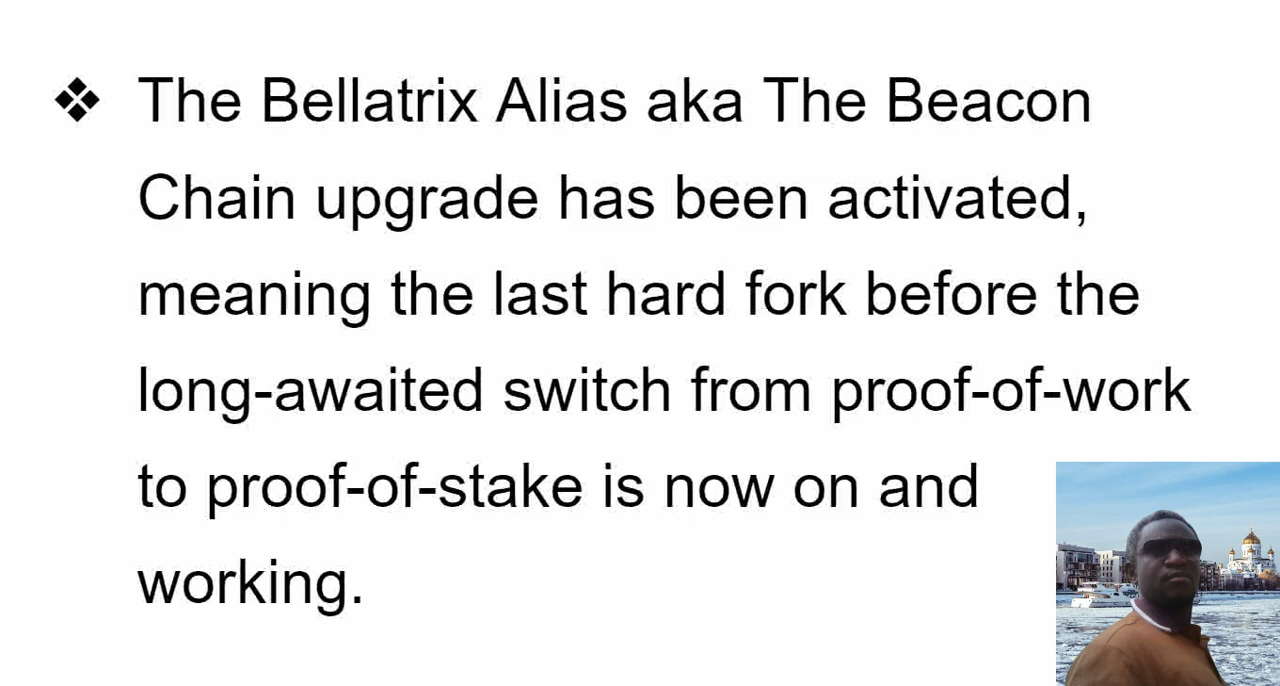 ❖ The Bellatrix Alias aka The Beacon
Chain upgrade has been activated,
meaning the last hard fork before the
long-awaited switch from proof-of-work
to proof-of-stake is now on and
working.